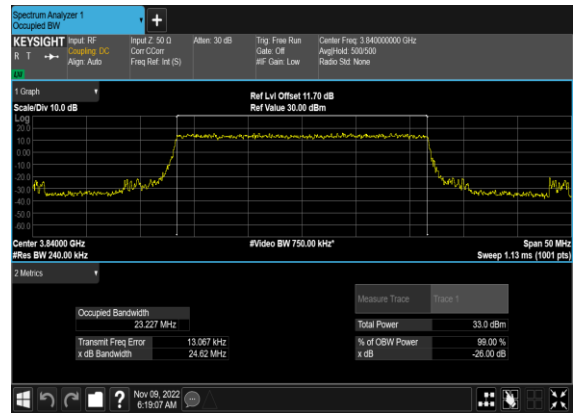 Spectrum Analyzer 1
Occupied BW
KEYSIGHT
R T
LXI
Input: RF
Coupling: DC
Align: Auto
Input Z: 50 Ω
Corr CCorr
Freq Ref: Int (S)
Atten: 30 dB
Trig: Free Run
Gate: Off
#IF Gain: Low
Center Freq: 3.840000000 GHz
Avg|Hold: 500/500
Radio Std: None
1 Graph
Scale/Div 10.0 dB
Ref Lvl Offset 11.70 dB
Ref Value 30.00 dBm
Log
20.0
10.0
0.00
-10.0
-20.0
-30.0
-40.0
-50.0
-60.0
Center 3.84000 GHz
#Res BW 240.00 kHz
#Video BW 750.00 kHz*
Span 50 MHz
Sweep 1.13 ms (1001 pts)
2 Metrics
Measure Trace Trace 1
Occupied Bandwidth
23.227 MHz
Total Power 33.0 dBm
Transmit Freq Error 13.067 kHz
% of OBW Power 99.00 %
x dB Bandwidth 24.62 MHz
x dB -26.00 dB
Nov 09, 2022
6:19:07 AM